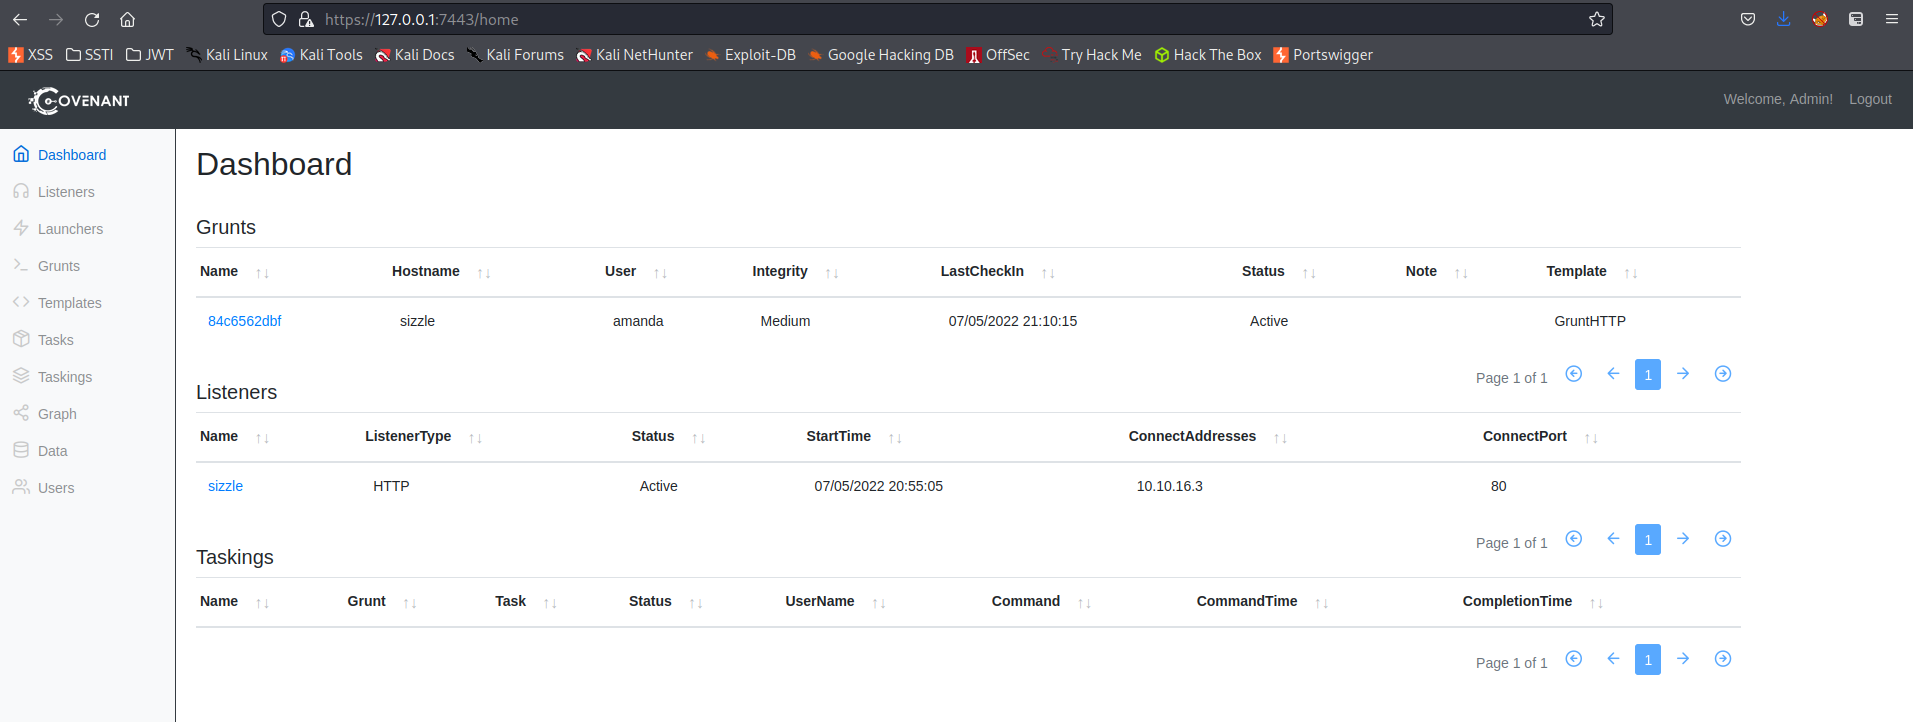 https://127.0.0.1:7443/home
XSS SSTI JWT Kali Linux Kali Tools Kali Docs Kali Forums Kali NetHunter Exploit-DB Google Hacking DB OffSec Try Hack Me Hack The Box Portswigger
COVENANT Welcome, Admin! Logout
Dashboard
Listeners
Launchers
Grunts
Templates
Tasks
Taskings
Graph
Data
Users
Dashboard
Grunts
Name ↑↓ Hostname ↑↓ User ↑↓ Integrity ↑↓ LastCheckIn ↑↓ Status ↑↓ Note ↑↓ Template ↑↓
84c6562dbf sizzle amanda Medium 07/05/2022 21:10:15 Active GruntHTTP
Page 1 of 1 1
Listeners
Name ↑↓ ListenerType ↑↓ Status ↑↓ StartTime ↑↓ ConnectAddresses ↑↓ ConnectPort ↑↓
sizzle HTTP Active 07/05/2022 20:55:05 10.10.16.3 80
Page 1 of 1 1
Taskings
Name ↑↓ Grunt ↑↓ Task ↑↓ Status ↑↓ UserName ↑↓ Command ↑↓ CommandTime ↑↓ CompletionTime ↑↓
Page 1 of 1 1